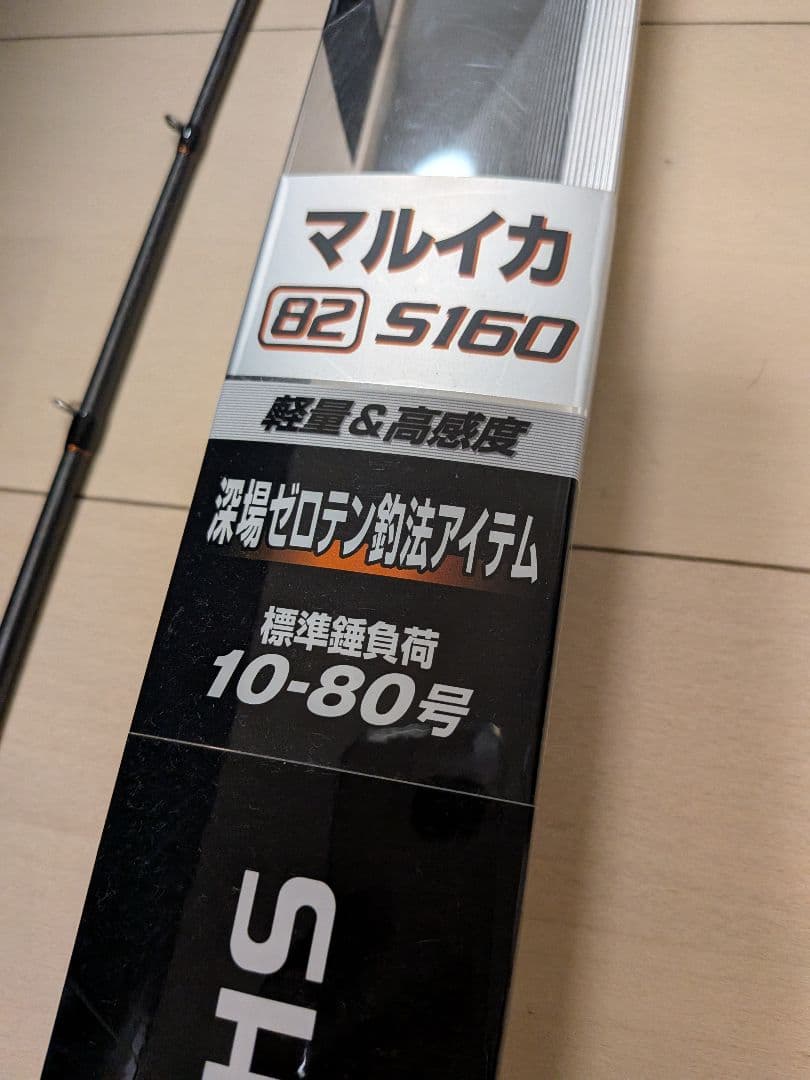 マルイカ
82 S160
軽量&高感度
深場ゼロテン釣法アイテム
標準錘負荷
10-80号
SH